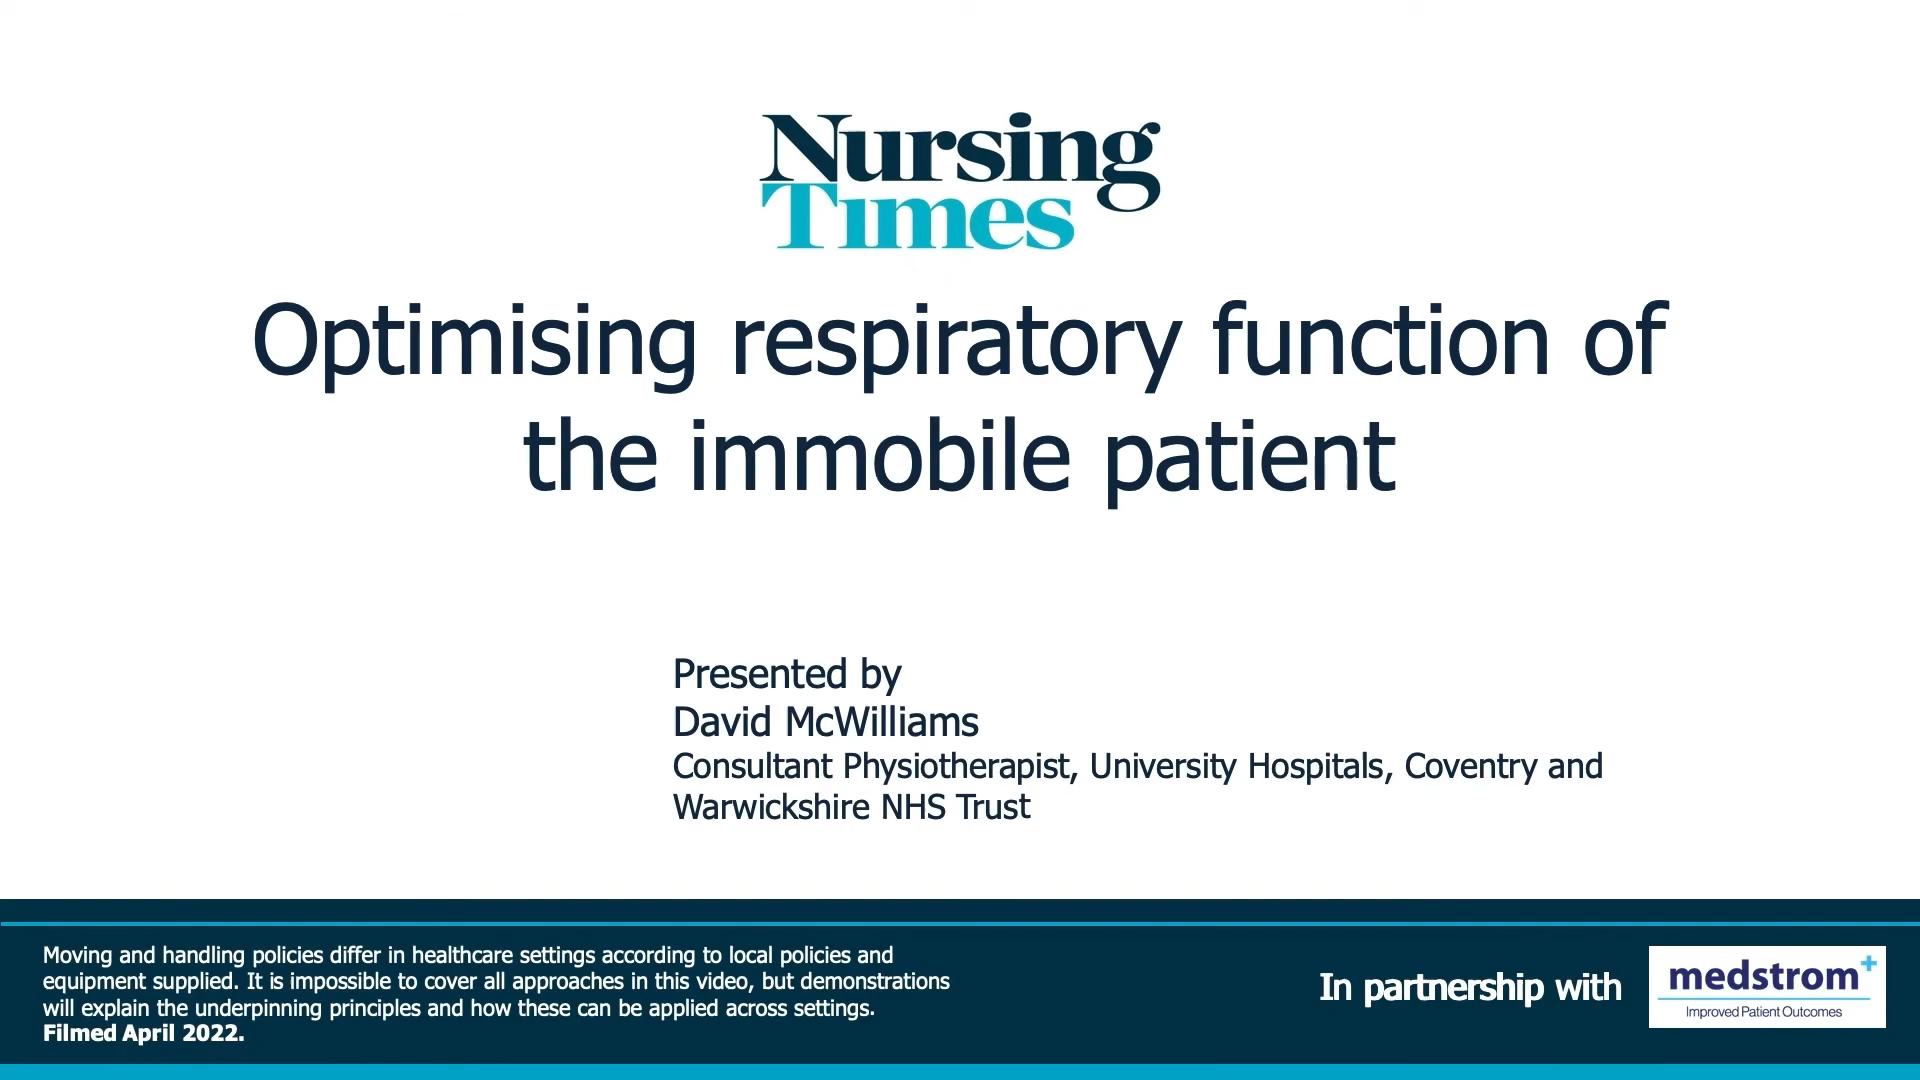 Nursing
Times
Optimising respiratory function of
the immobile patient
Presented by
David McWilliams
Consultant Physiotherapist, University Hospitals, Coventry and
Warwickshire NHS Trust
Moving and handling policies differ in healthcare settings according to local policies and
equipment supplied. It is impossible to cover all approaches in this video, but demonstrations
will explain the underpinning principles and how these can be applied across settings.
Filmed April 2022.
In partnership with
medstrom+
Improved Patient Outcomes